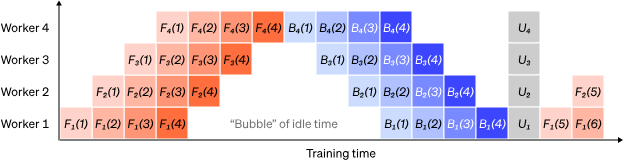 Worker 4 F₄(1) F₄(2) F₄(3) F₄(4) B₄(1) B₄(2) B₄(3) B₄(4) U₄
Worker 3 F₃(1) F₃(2) F₃(3) F₃(4) B₃(1) B₃(2) B₃(3) B₃(4) U₃
Worker 2 F₂(1) F₂(2) F₂(3) F₂(4) B₂(1) B₂(2) B₂(3) B₂(4) U₂ F₂(5)
Worker 1 F₁(1) F₁(2) F₁(3) F₁(4) “Bubble” of idle time B₁(1) B₁(2) B₁(3) B₁(4) U₁ F₁(5) F₁(6)
Training time